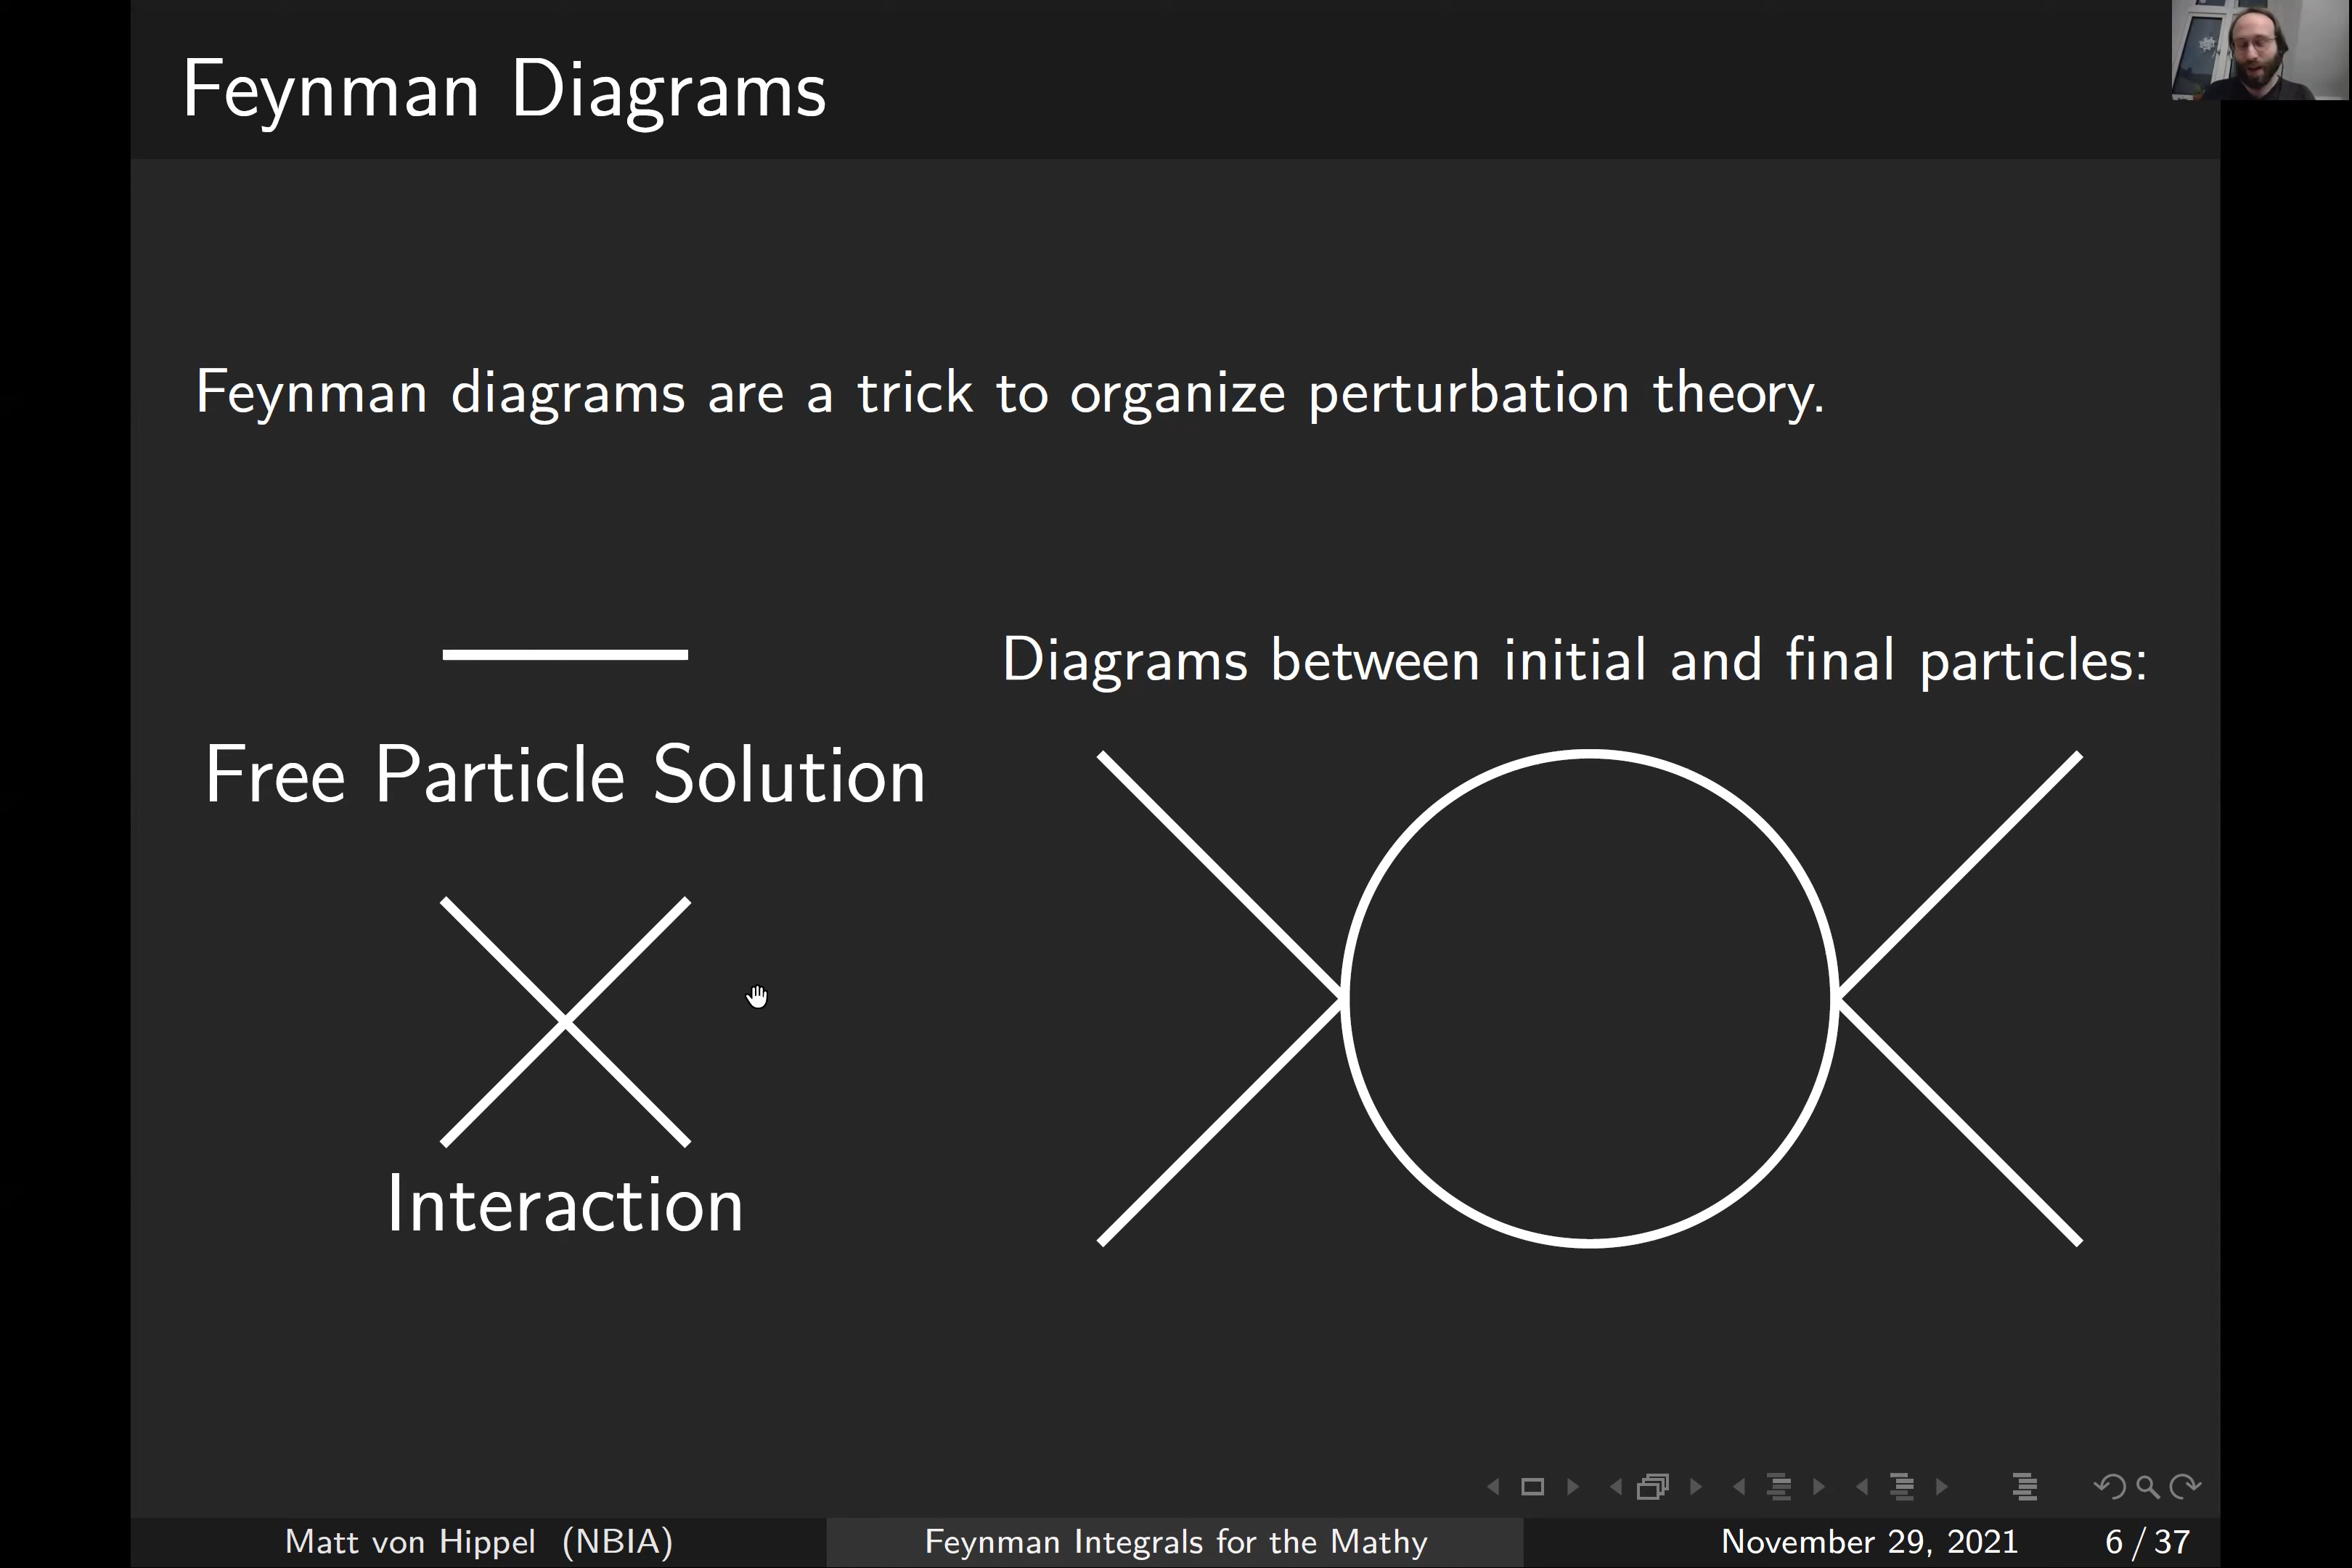 Feynman Diagrams
Feynman diagrams are a trick to organize perturbation theory.
Free Particle Solution
Interaction
Diagrams between initial and final particles:
Matt von Hippel (NBIA)
Feynman Integrals for the Mathy
November 29, 2021
6 / 37